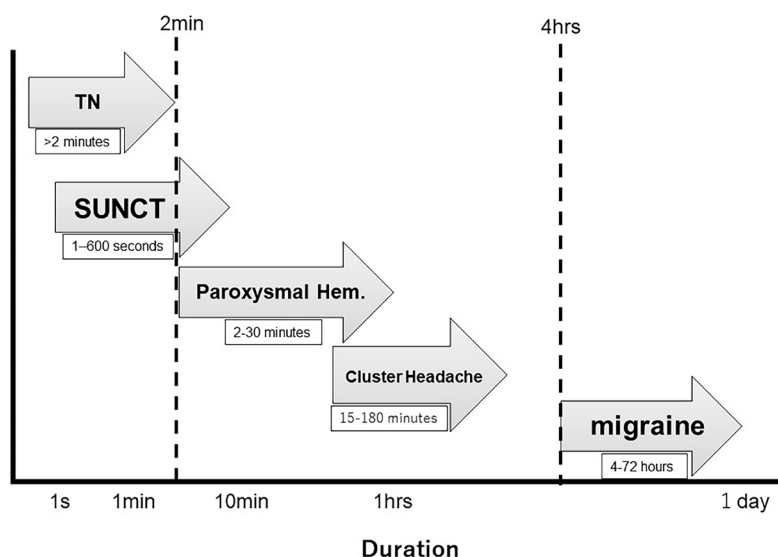 2min
4hrs
TN
>2 minutes
SUNCT
1–600 seconds
Paroxysmal Hem.
2-30 minutes
Cluster Headache
15-180 minutes
migraine
4-72 hours
1s 1min 10min 1hrs 1 day
Duration